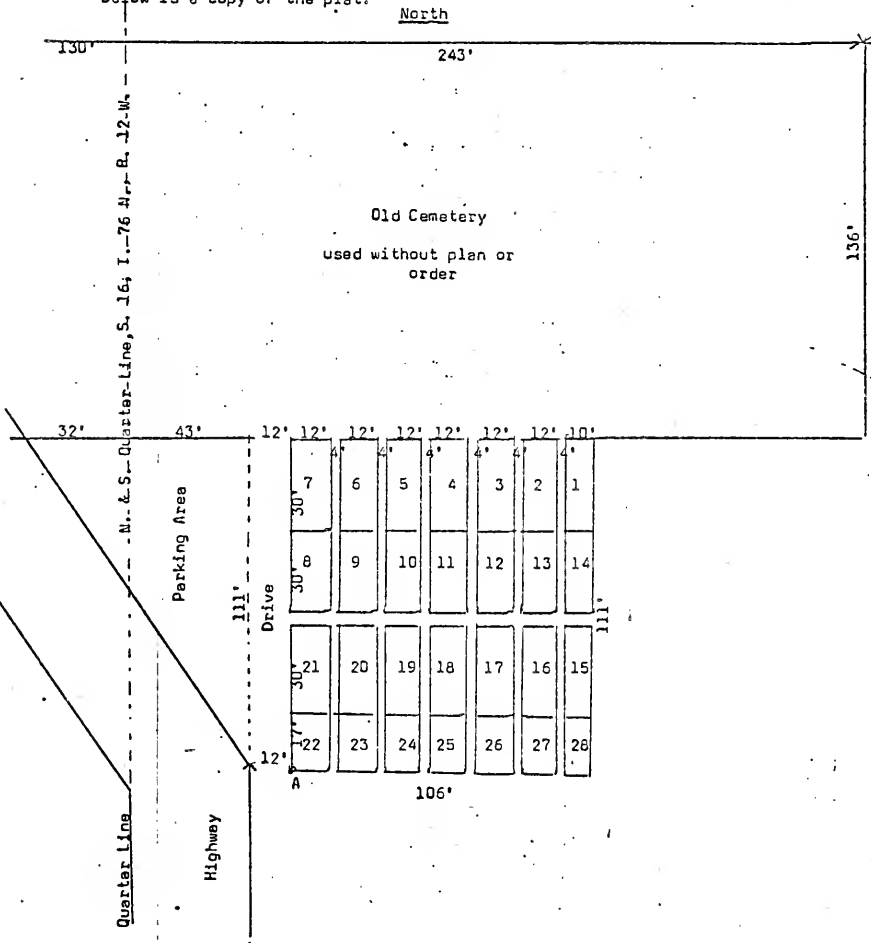 Below is a copy of the plat.
North
130'
243'
N. & S. Quarter-Line, S. 16, T. 76 N., R. 12-W.
Old Cemetery
used without plan or
order
136'
32' 43' 12' 12' 12' 12' 12' 12' 12' 10'
4' 4' 4' 4' 4' 4'
7 6 5 4 3 2 1
30'
Parking Area
8 9 10 11 12 13 14
30'
111'
Drive
111'
21 20 19 18 17 16 15
30'
22 23 24 25 26 27 28
17'
12'
A
106'
Quarter Line
Highway